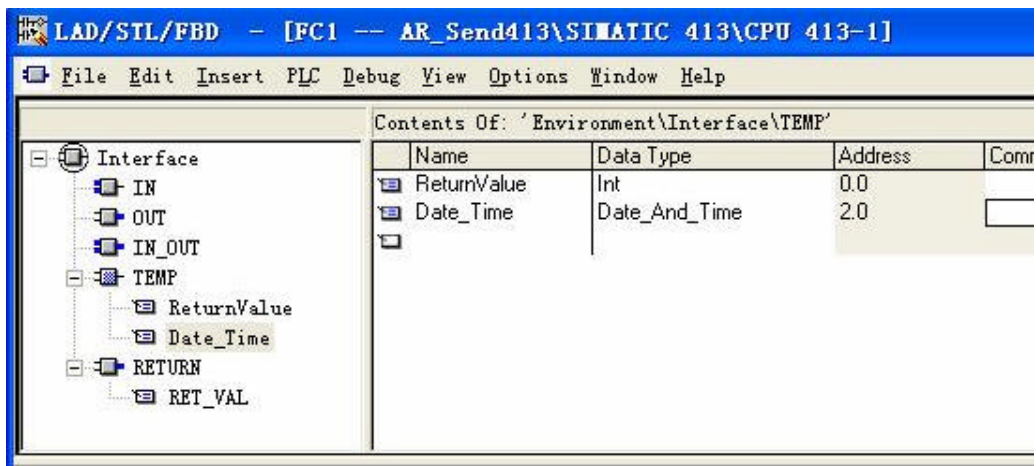 LAD/STL/FBD - [FC1 -- AR_Send413\SIMATIC 413\CPU 413-1]
File Edit Insert PLC Debug View Options Window Help
Contents Of: 'Environment\Interface\TEMP'
Interface
IN
OUT
IN_OUT
TEMP
ReturnValue
Date_Time
RETURN
RET_VAL
Name Data Type Address
ReturnValue Int 0.0
Date_Time Date_And_Time 2.0